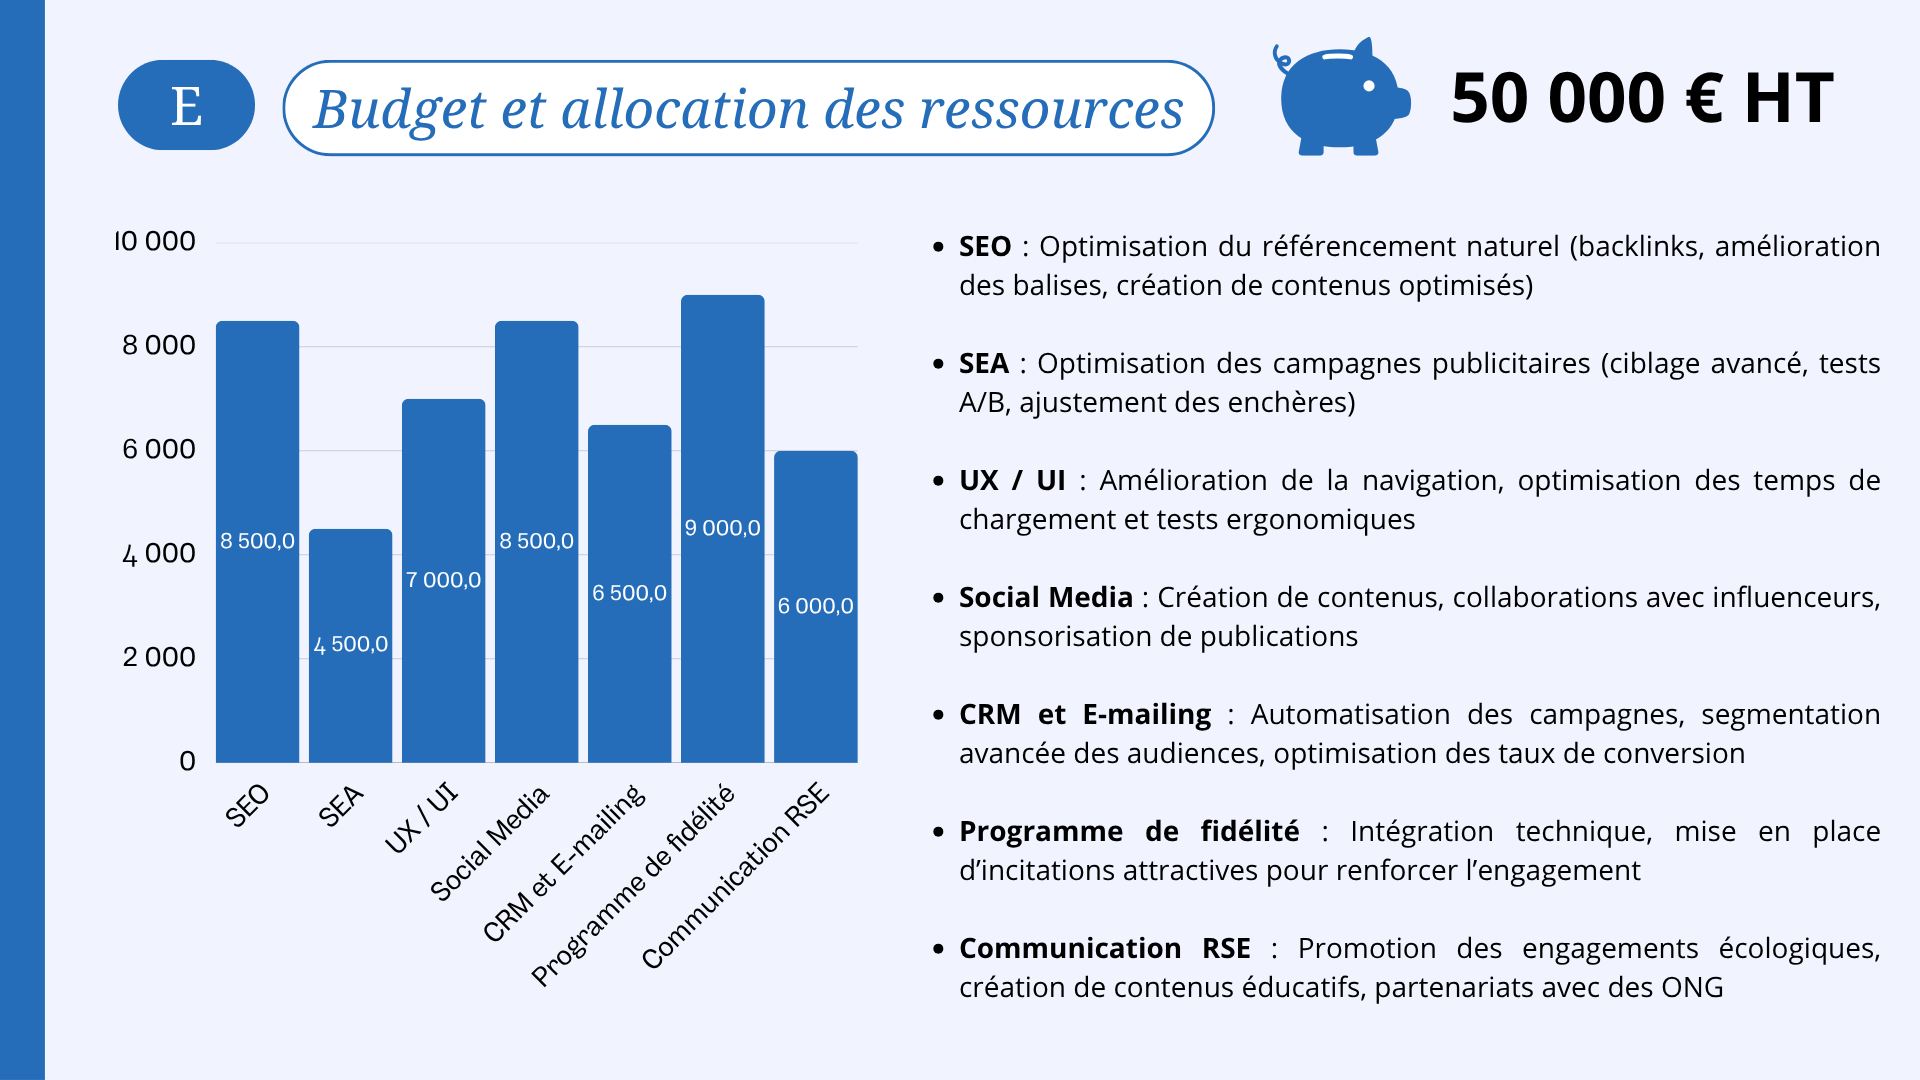 E
Budget et allocation des ressources
50 000 € HT
10 000
8 000
6 000
4 000
2 000
0
8 500,0
4 500,0
7 000,0
8 500,0
6 500,0
9 000,0
6 000,0
SEO
SEA
UX / UI
Social Media
CRM et E-mailing
Programme de fidélité
Communication RSE
• SEO : Optimisation du référencement naturel (backlinks, amélioration
des balises, création de contenus optimisés)
• SEA : Optimisation des campagnes publicitaires (ciblage avancé, tests
A/B, ajustement des enchères)
• UX / UI : Amélioration de la navigation, optimisation des temps de
chargement et tests ergonomiques
• Social Media : Création de contenus, collaborations avec influenceurs,
sponsorisation de publications
• CRM et E-mailing : Automatisation des campagnes, segmentation
avancée des audiences, optimisation des taux de conversion
• Programme de fidélité : Intégration technique, mise en place
d’incitations attractives pour renforcer l’engagement
• Communication RSE : Promotion des engagements écologiques,
création de contenus éducatifs, partenariats avec des ONG